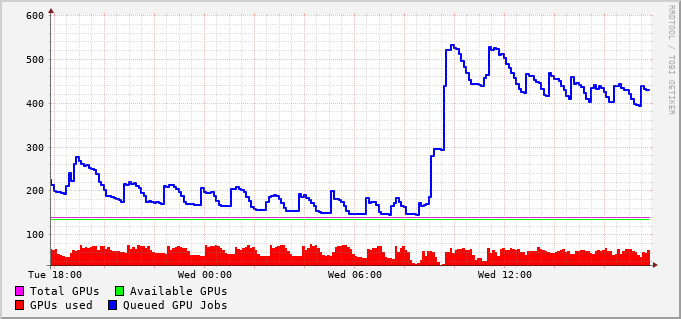 600
500
400
300
200
100
Tue 18:00 Wed 00:00 Wed 06:00 Wed 12:00
Total GPUs Available GPUs
GPUs used Queued GPU Jobs
RRDTOOL / TOBI OETIKER